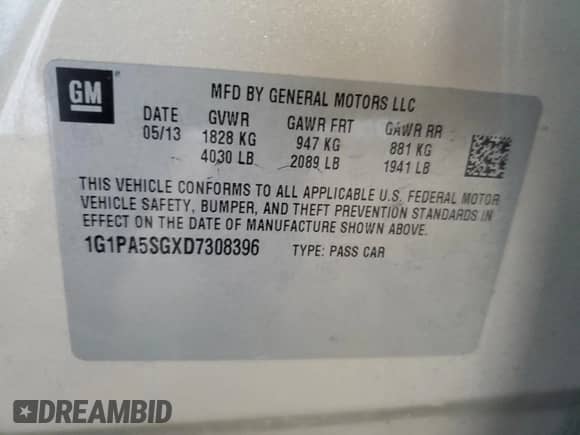 GM
MFD BY GENERAL MOTORS LLC
DATE GVWR GAWR FRT GAWR RR
05/13 1828 KG 947 KG 881 KG
4030 LB 2089 LB 1941 LB
THIS VEHICLE CONFORMS TO ALL APPLICABLE U.S. FEDERAL MOTOR
VEHICLE SAFETY, BUMPER, AND THEFT PREVENTION STANDARDS IN
EFFECT ON THE DATE OF MANUFACTURE SHOWN ABOVE.
1G1PA5SGXD7308396 TYPE: PASS CAR
DREAMBID